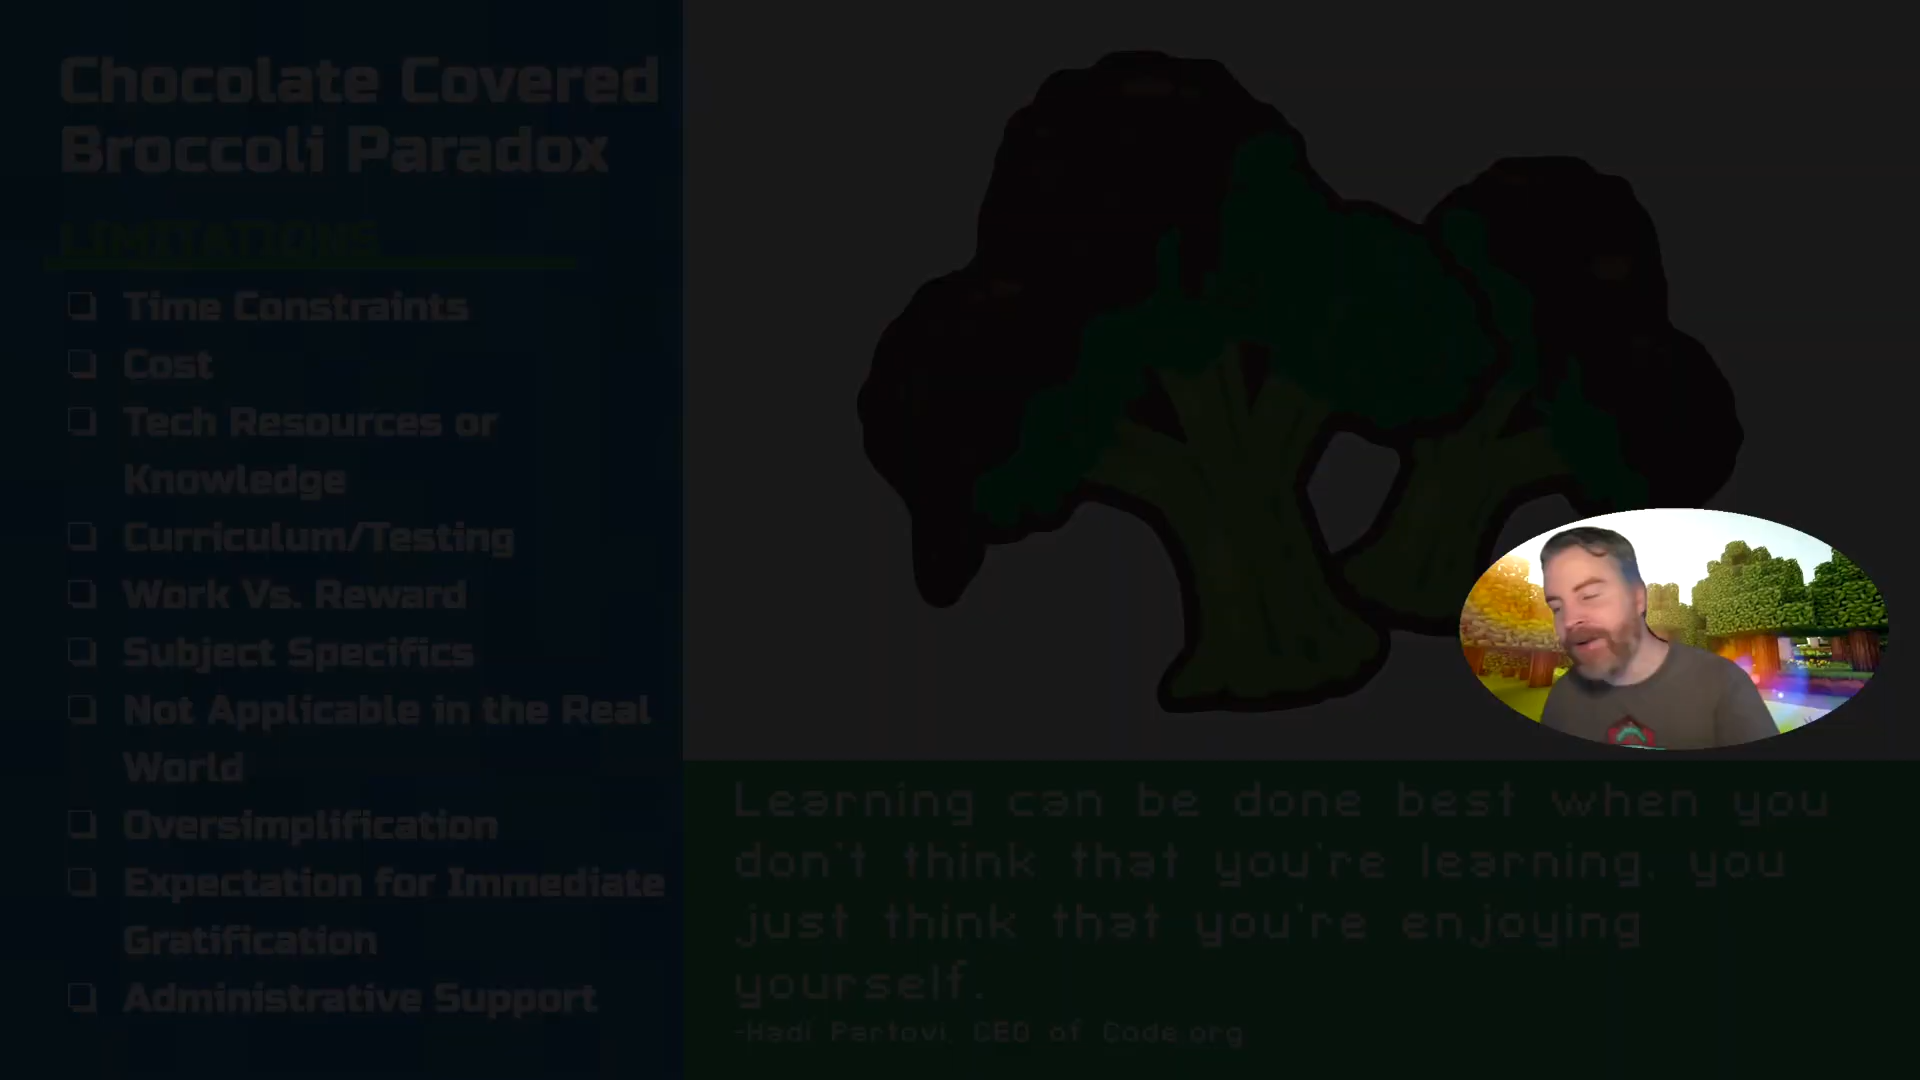 Chocolate Covered
Broccoli Paradox
LIMITATIONS
Time Constraints
Cost
Tech Resources or
Knowledge
Curriculum/Testing
Work Vs. Reward
Subject Specifics
Not Applicable in the Real
World
Oversimplification
Expectation for Immediate
Gratification
Administrative Support
Learning can be done best when you
don't think that you're learning, you
just think that you're enjoying
yourself.
-Hadi Partovi, CEO of Code.org